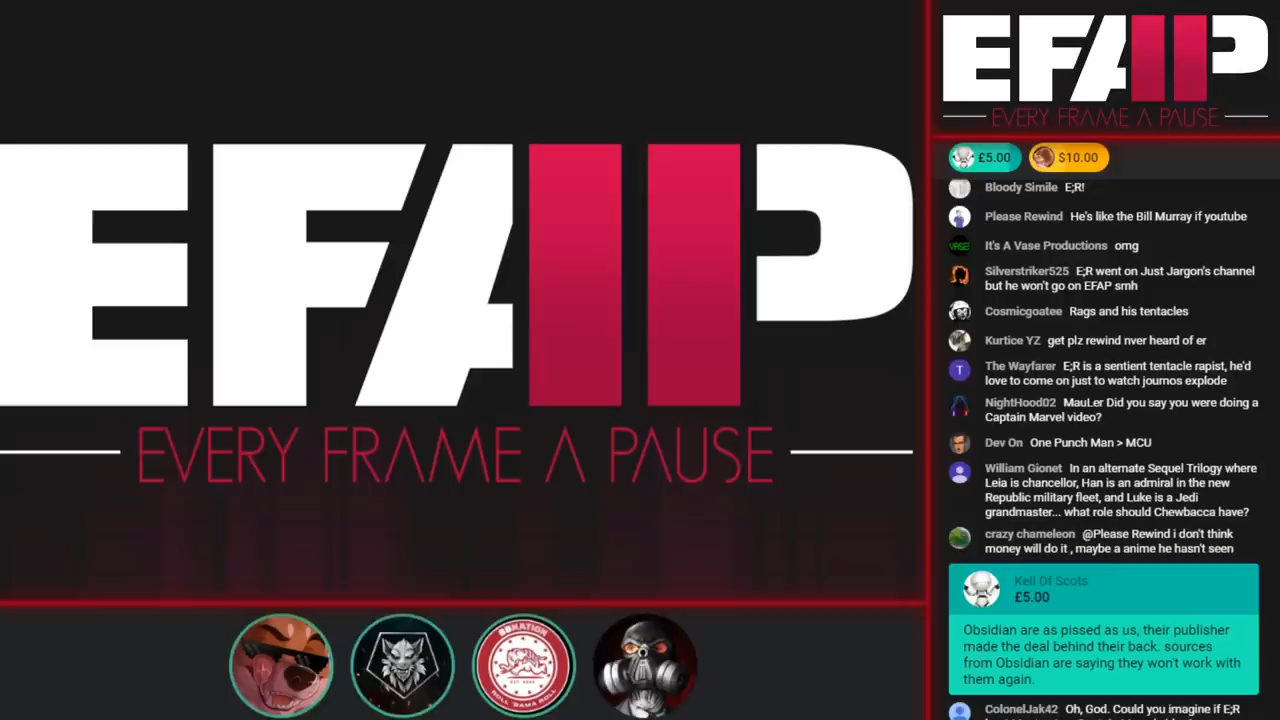 EFAP
EVERY FRAME A PAUSE
EFAP
EVERY FRAME A PAUSE
£5.00
$10.00
Bloody Simile E;R!
Please Rewind He's like the Bill Murray if youtube
It's A Vase Productions omg
Silverstriker525 E;R went on Just Jargon's channel
but he won't go on EFAP smh
Cosmicgoatee Rags and his tentacles
Kurtice YZ get plz rewind nver heard of er
T
The Wayfarer E;R is a sentient tentacle rapist, he'd
love to come on just to watch journos explode
NightHood02 MauLer Did you say you were doing a
Captain Marvel video?
Dev On One Punch Man > MCU
William Gionet In an alternate Sequel Trilogy where
Leia is chancellor, Han is an admiral in the new
Republic military fleet, and Luke is a Jedi
grandmaster... what role should Chewbacca have?
crazy chameleon @Please Rewind i don't think
money will do it , maybe a anime he hasn't seen
Kell Of Scots
£5.00
Obsidian are as pissed as us, their publisher
made the deal behind their back. sources
from Obsidian are saying they won't work with
them again.
ColonelJak42 Oh, God. Could you imagine if E;R
ROLL 'BAMA ROLL